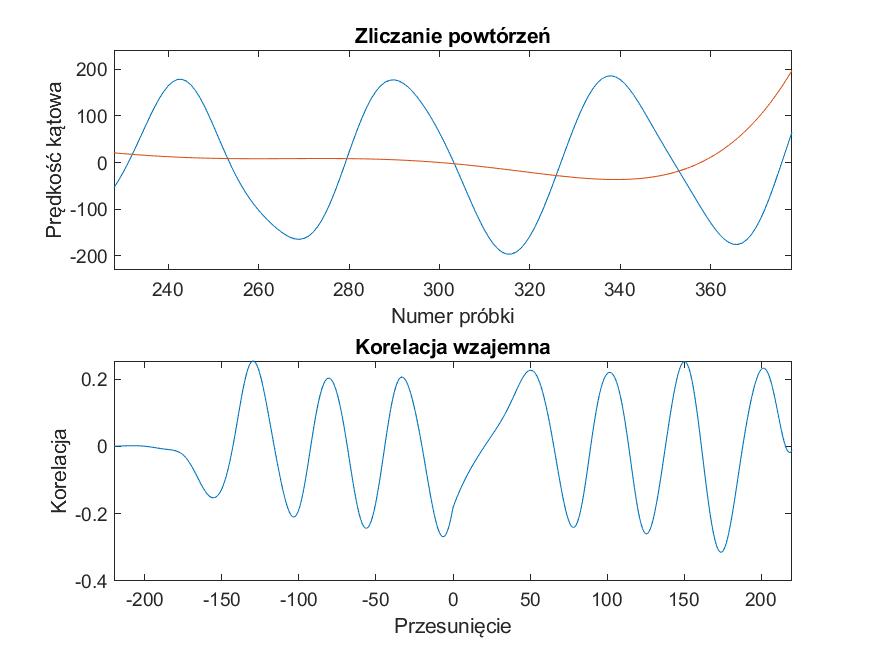 Zliczanie powtórzeń
200
100
0
-100
-200
Prędkość kątowa
240 260 280 300 320 340 360
Numer próbki
Korelacja wzajemna
0.2
0
-0.2
-0.4
Korelacja
-200 -150 -100 -50 0 50 100 150 200
Przesunięcie